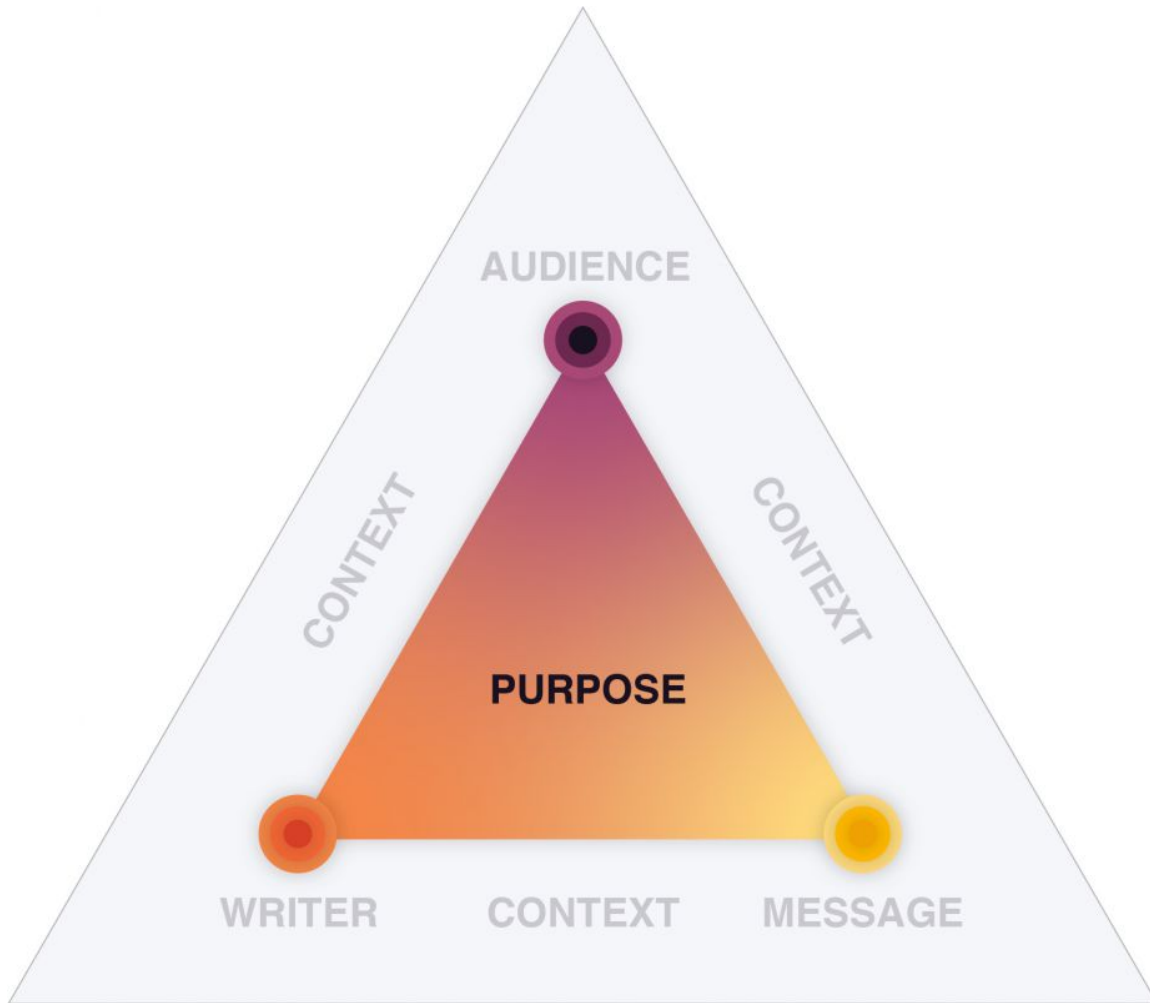 AUDIENCE
CONTEXT
CONTEXT
PURPOSE
WRITER
CONTEXT
MESSAGE